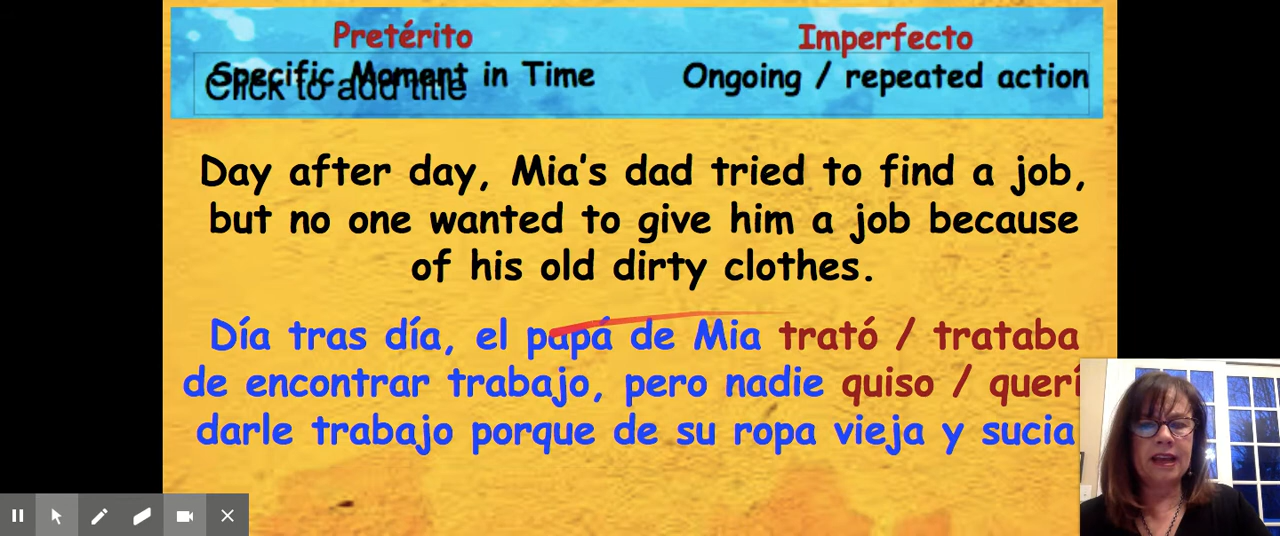 Pretérito Imperfecto
Specific Moment in Time Ongoing / repeated action
Click to add title
Day after day, Mia's dad tried to find a job,
but no one wanted to give him a job because
of his old dirty clothes.
Día tras día, el papá de Mia trató / trataba
de encontrar trabajo, pero nadie quiso / querí
darle trabajo porque de su ropa vieja y sucia